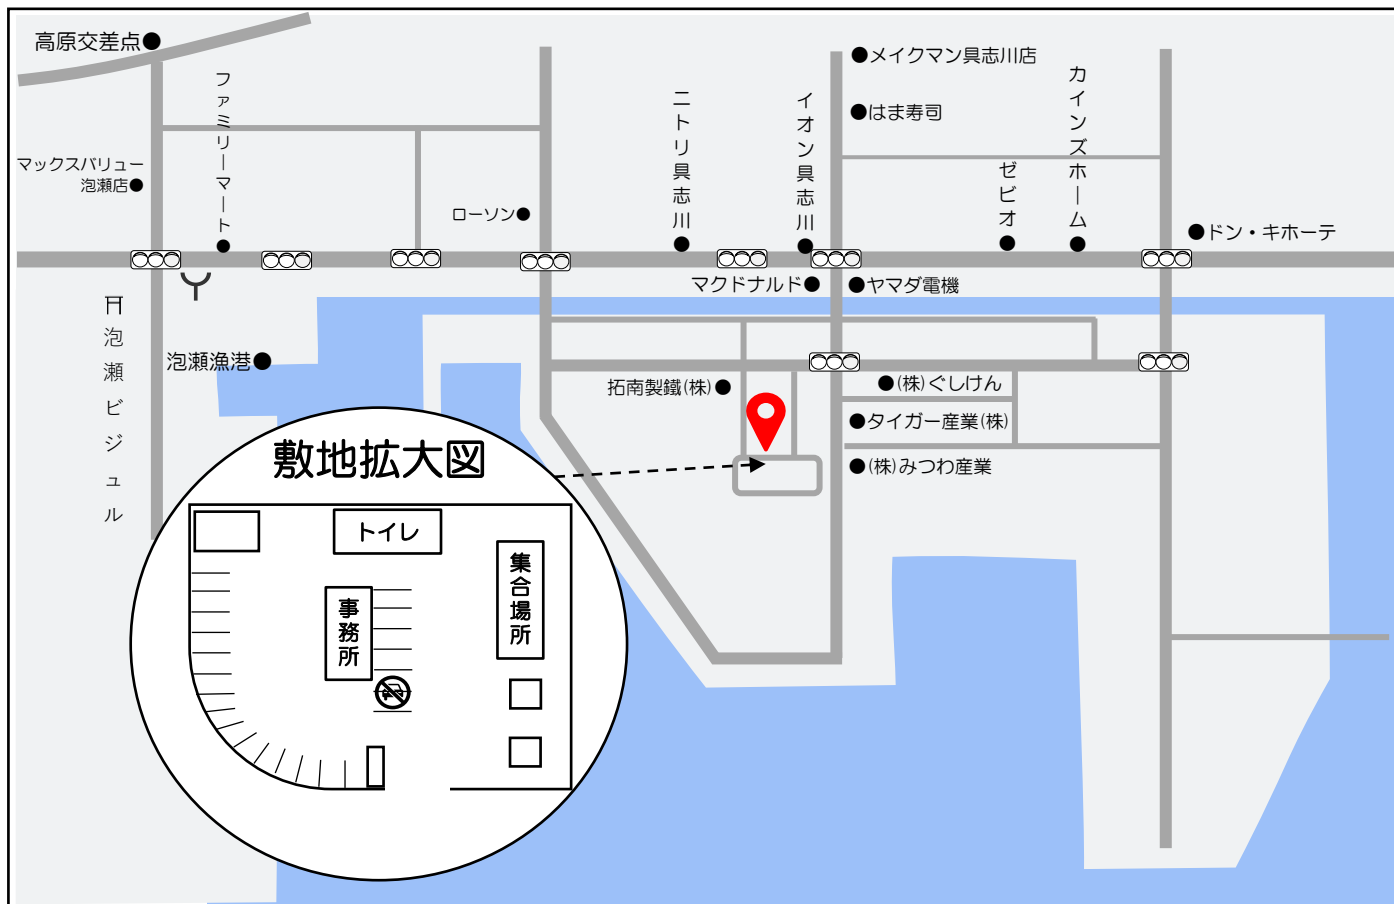 高原交差点
ファミリーマート
マックスバリュー
泡瀬店
ローソン
ニトリ具志川
イオン具志川
メイクマン具志川店
はま寿司
カインズホーム
ゼビオ
ドン・キホーテ
マクドナルド
ヤマダ電機
泡瀬ビジュル
泡瀬漁港
拓南製鐵(株)
(株)ぐしけん
タイガー産業(株)
(株)みつわ産業
敷地拡大図
トイレ
集合場所
事務所